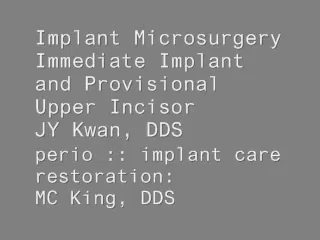 Implant Microsurgery
Immediate Implant
and Provisional
Upper Incisor
JY Kwan, DDS
perio :: implant care
restoration:
MC King, DDS